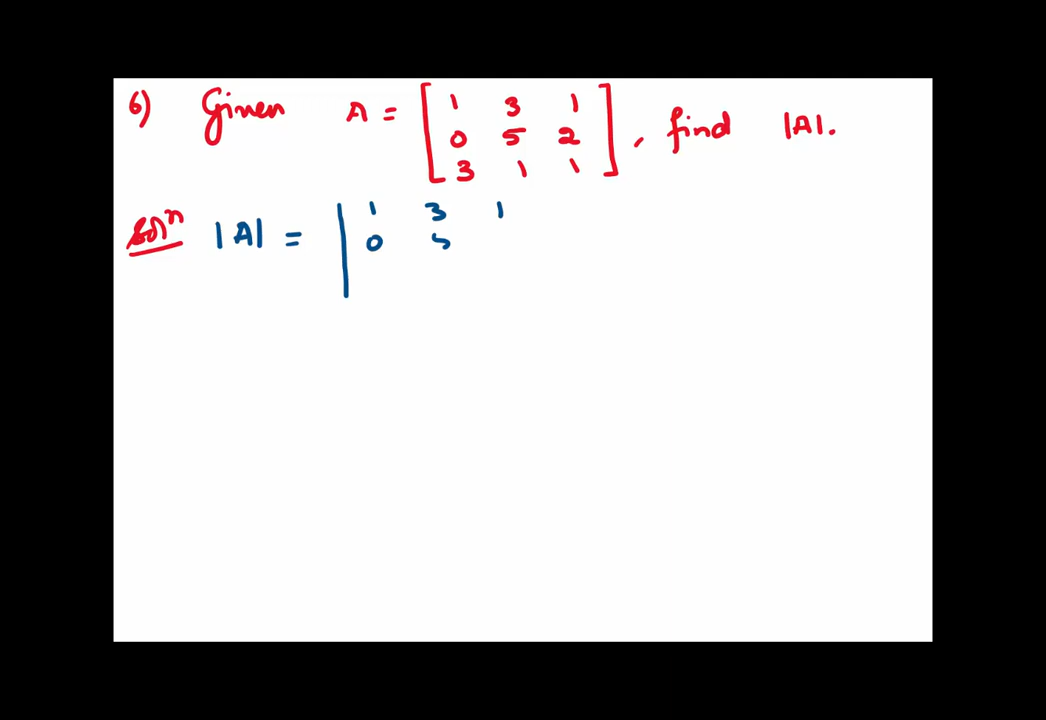 6) Given A = [ 1 3 1
0 5 2
3 1 1 ] , find |A|.
Solⁿ |A| = | 1 3 1
0 5